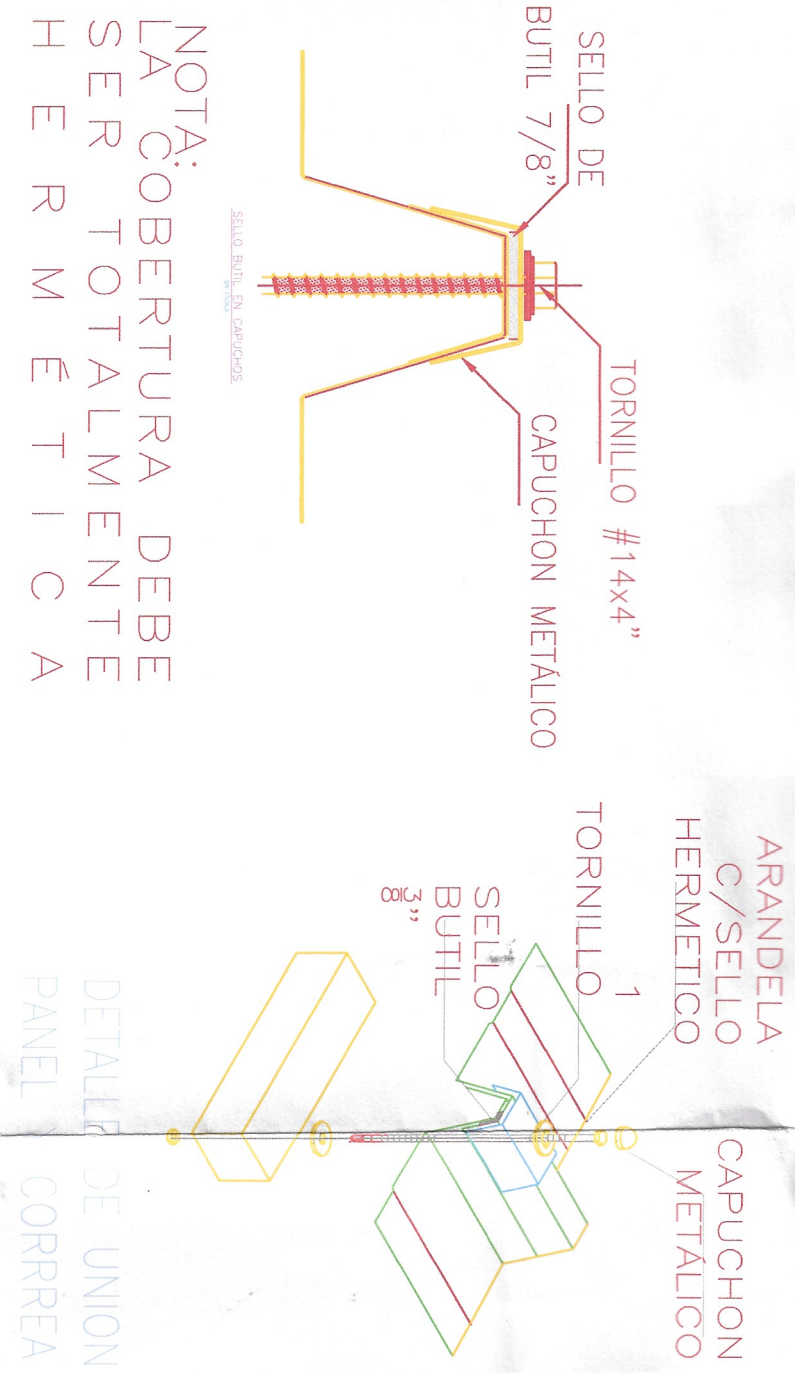 SELLO DE
BUTIL 7/8”
TORNILLO #14x4”
CAPUCHON METÁLICO
SELLO BUTIL EN CAPUCHOS
NOTA:
LA COBERTURA DEBE
SER TOTALMENTE
HERMÉTICA
ARANDELA
C/SELLO
HERMETICO
CAPUCHON
METÁLICO
1
TORNILLO
SELLO
BUTIL
3/8”
DETALLE DE UNION
PANEL CORREA